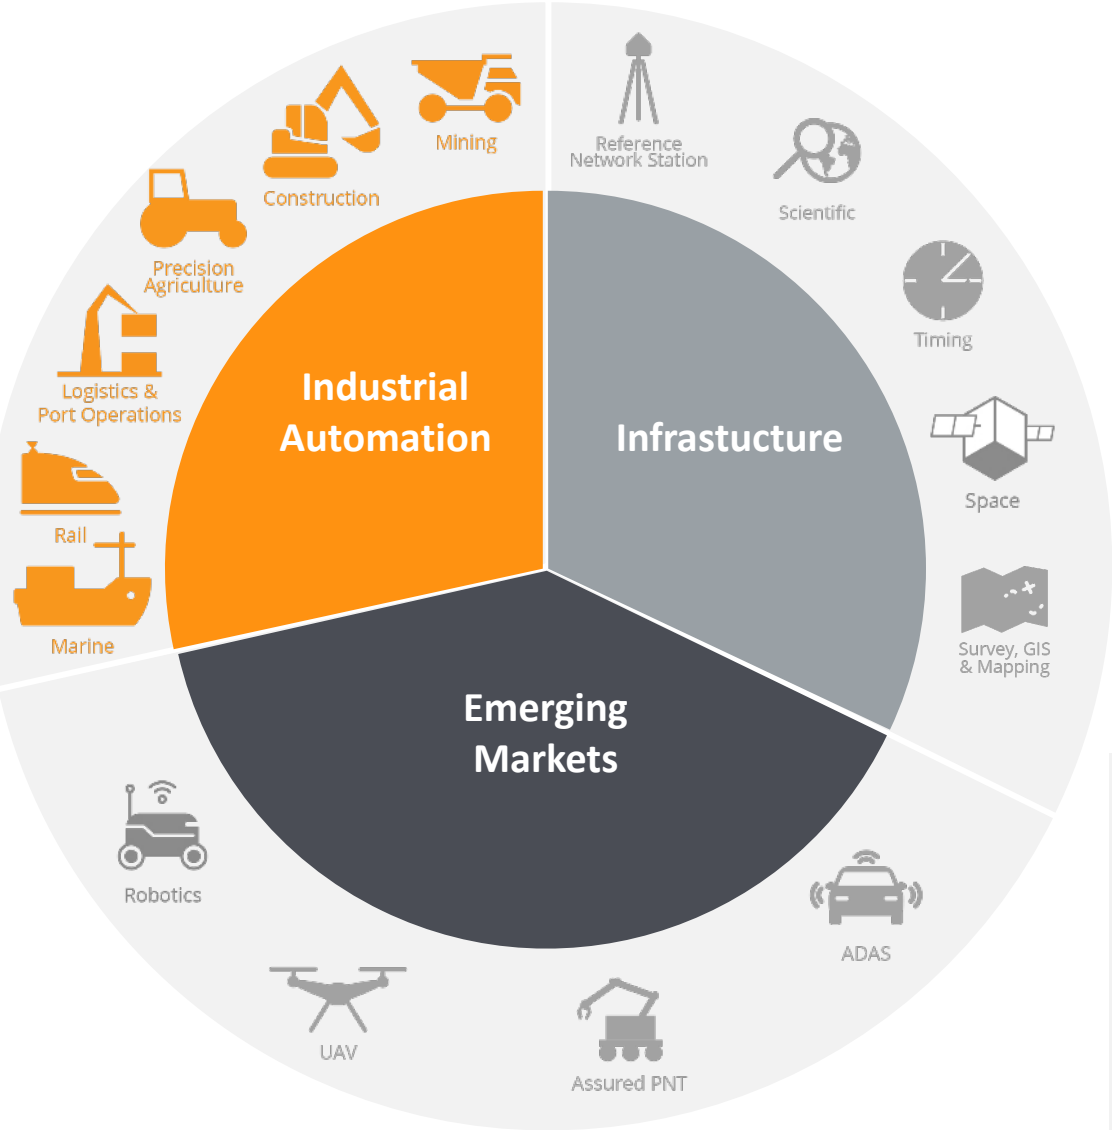 Mining
Construction
Precision
Agriculture
Logistics &
Port Operations
Rail
Marine
Reference
Network Station
Scientific
Timing
Space
Survey, GIS
& Mapping
Industrial
Automation
Infrastucture
Emerging
Markets
Robotics
UAV
Assured PNT
ADAS